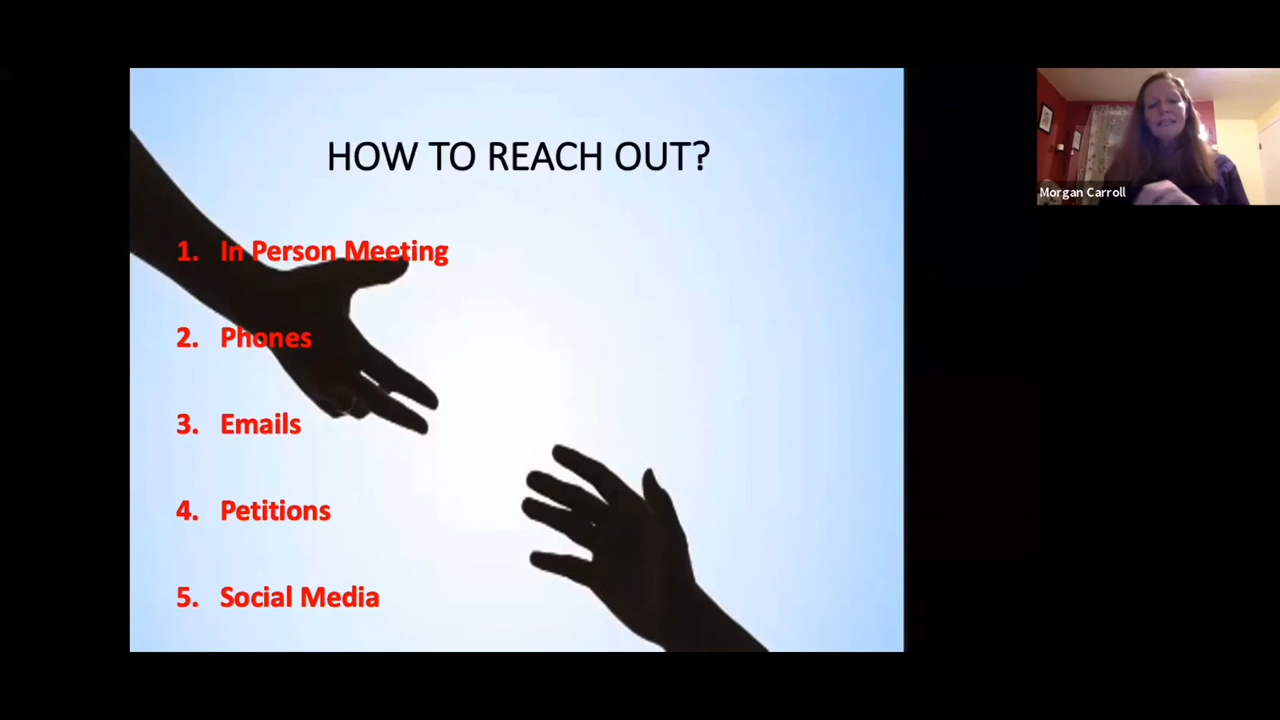 HOW TO REACH OUT?
1. In Person Meeting
2. Phones
3. Emails
4. Petitions
5. Social Media
Morgan Carroll